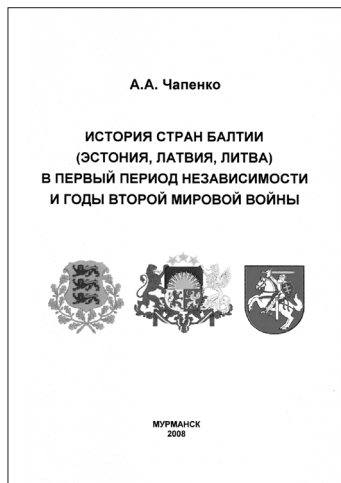 А.А. Чапенко
ИСТОРИЯ СТРАН БАЛТИИ
(ЭСТОНИЯ, ЛАТВИЯ, ЛИТВА)
В ПЕРВЫЙ ПЕРИОД НЕЗАВИСИМОСТИ
И ГОДЫ ВТОРОЙ МИРОВОЙ ВОЙНЫ
МУРМАНСК
2008